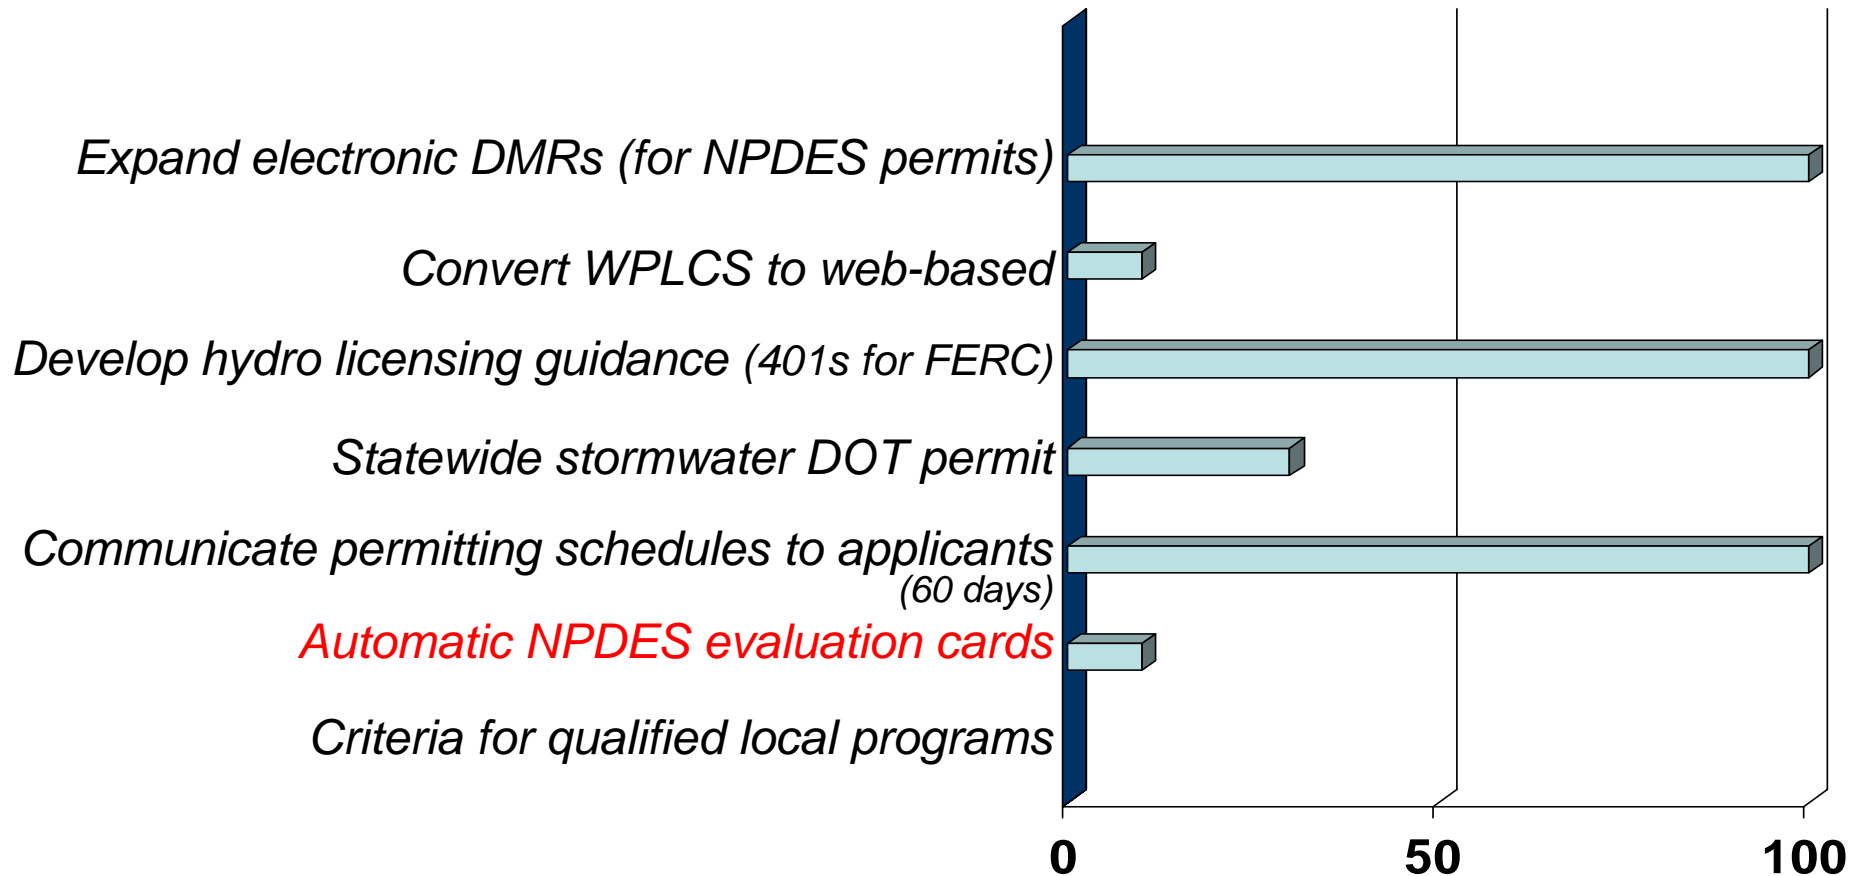 Expand electronic DMRs (for NPDES permits)
Convert WPLCS to web-based
Develop hydro licensing guidance (401s for FERC)
Statewide stormwater DOT permit
Communicate permitting schedules to applicants
(60 days)
Automatic NPDES evaluation cards
Criteria for qualified local programs
0 50 100